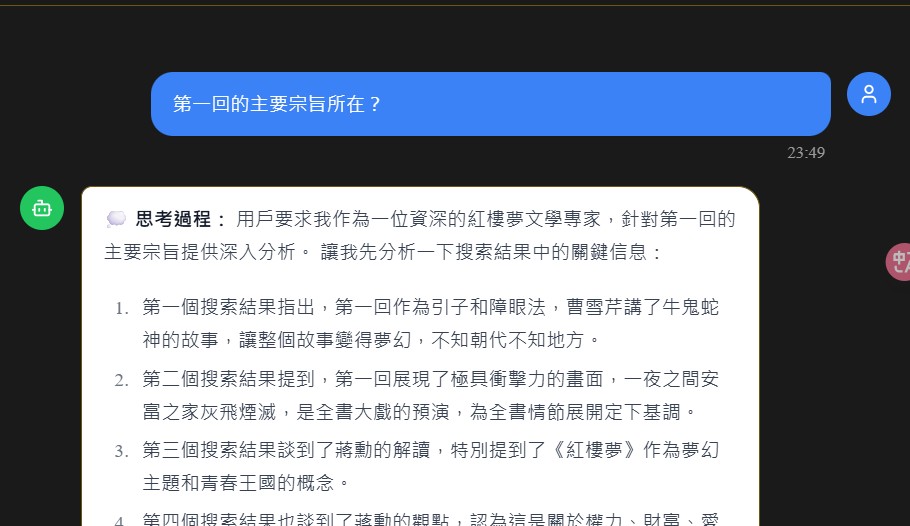 第一回的主要宗旨所在？
23:49
思考過程： 用戶要求我作為一位資深的紅樓夢文學專家，針對第一回的
主要宗旨提供深入分析。 讓我先分析一下搜索結果中的關鍵信息：
1. 第一個搜索結果指出，第一回作為引子和障眼法，曹雪芹講了牛鬼蛇
神的故事，讓整個故事變得夢幻，不知朝代不知地方。
2. 第二個搜索結果提到，第一回展現了極具衝擊力的畫面，一夜之間安
富之家灰飛煙滅，是全書大戲的預演，為全書情節展開定下基調。
3. 第三個搜索結果談到了蔣勳的解讀，特別提到了《紅樓夢》作為夢幻
主題和青春王國的概念。
4. 第四個搜索結果也談到了蔣勳的觀點，認為這是關於權力、財富、愛
中